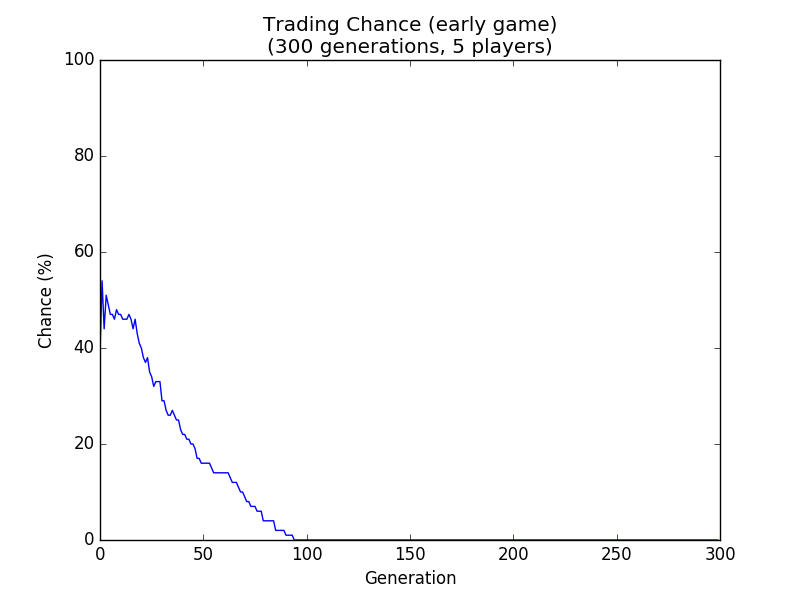 Trading Chance (early game)
(300 generations, 5 players)
100
80
60
40
20
0
Chance (%)
0 50 100 150 200 250 300
Generation